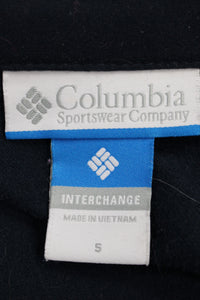 Columbia
Sportswear Company
INTERCHANGE
MADE IN VIETNAM
S